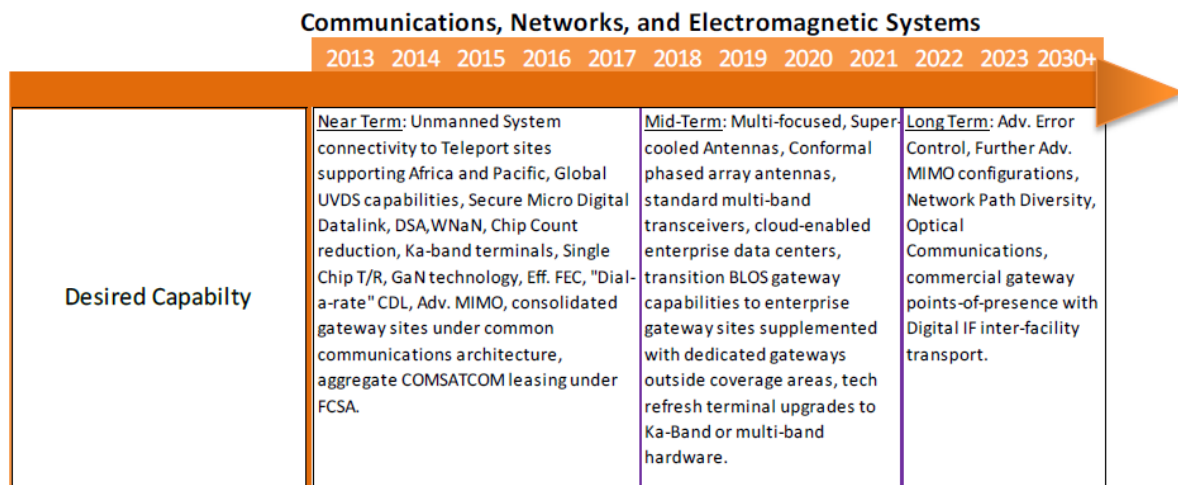 Communications, Networks, and Electromagnetic Systems
2013 2014 2015 2016 2017 2018 2019 2020 2021 2022 2023 2030+
Desired Capabilty
Near Term: Unmanned System
connectivity to Teleport sites
supporting Africa and Pacific, Global
UVDS capabilities, Secure Micro Digital
Datalink, DSA,WNaN, Chip Count
reduction, Ka-band terminals, Single
Chip T/R, GaN technology, Eff. FEC, "Dial-
a-rate" CDL, Adv. MIMO, consolidated
gateway sites under common
communications architecture,
aggregate COMSATCOM leasing under
FCSA.
Mid-Term: Multi-focused, Super-
cooled Antennas, Conformal
phased array antennas,
standard multi-band
transceivers, cloud-enabled
enterprise data centers,
transition BLOS gateway
capabilities to enterprise
gateway sites supplemented
with dedicated gateways
outside coverage areas, tech
refresh terminal upgrades to
Ka-Band or multi-band
hardware.
Long Term: Adv. Error
Control, Further Adv.
MIMO configurations,
Network Path Diversity,
Optical
Communications,
commercial gateway
points-of-presence with
Digital IF inter-facility
transport.